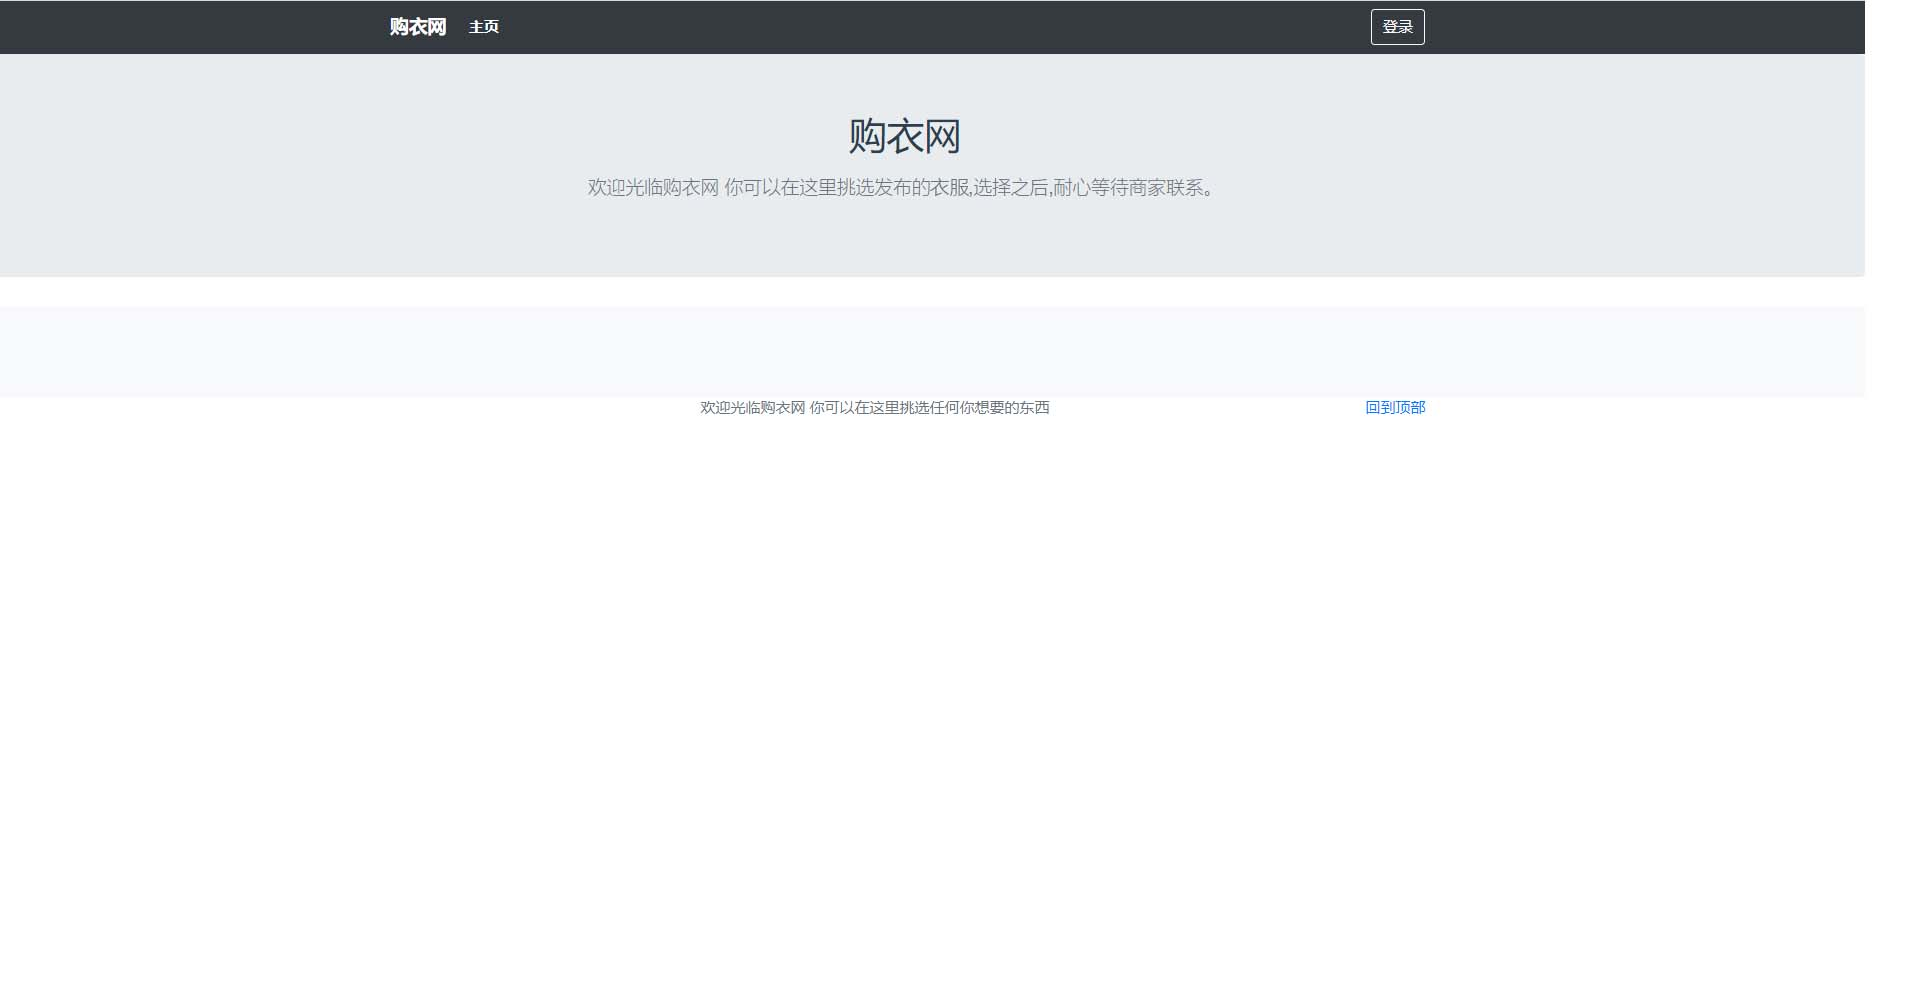 购衣网 主页 登录
购衣网
欢迎光临购衣网 你可以在这里挑选发布的衣服,选择之后,耐心等待商家联系。
欢迎光临购衣网 你可以在这里挑选任何你想要的东西 回到顶部